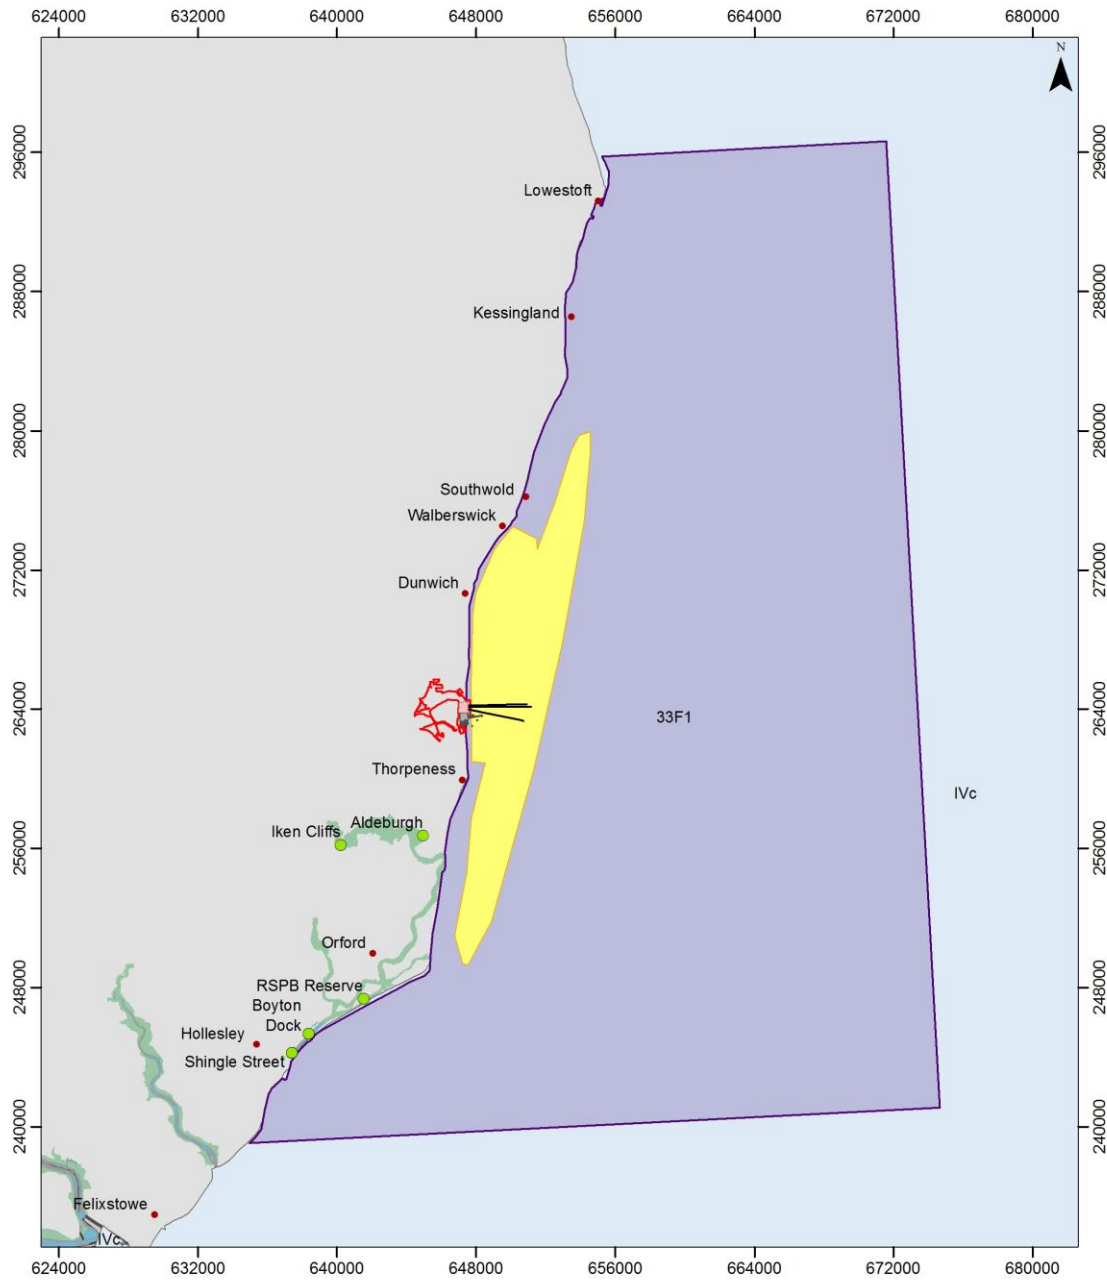 624000 632000 640000 648000 656000 664000 672000 680000
N
296000 296000
Lowestoft
288000 288000
Kessingland
280000 280000
Southwold
Walberswick
272000 272000
Dunwich
264000 264000
33F1
Thorpeness
IVc
Aldeburgh
Iken Cliffs
256000 256000
Orford
RSPB Reserve
248000 248000
Boyton
Dock
Hollesley
Shingle Street
240000 240000
Felixstowe
IVc
624000 632000 640000 648000 656000 664000 672000 680000